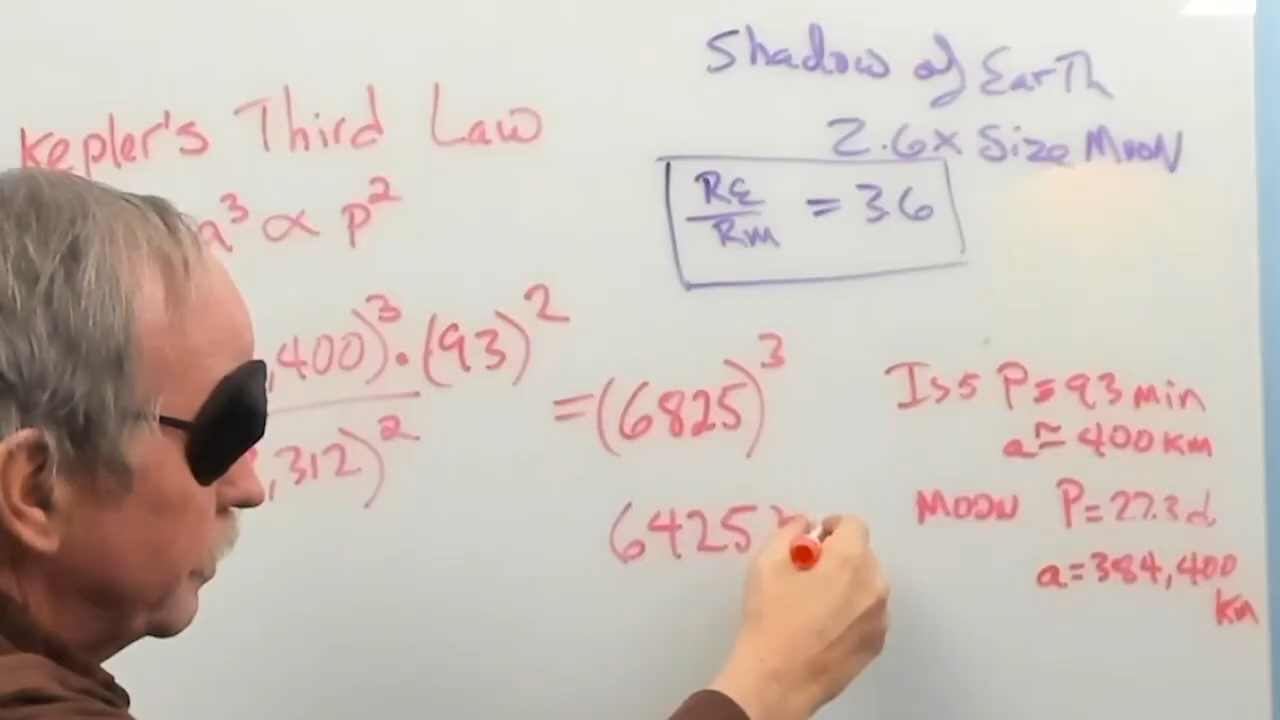 Shadow of Earth
2.6x Size Moon
Kepler's Third Law
a³ ∝ p²
RE/RM = 3.6
,400)³ • (93)² = (6825)³
,312)²
6425
ISS P = 93 min
a ≅ 400 km
Moon P = 27.3d
a = 384,400
km